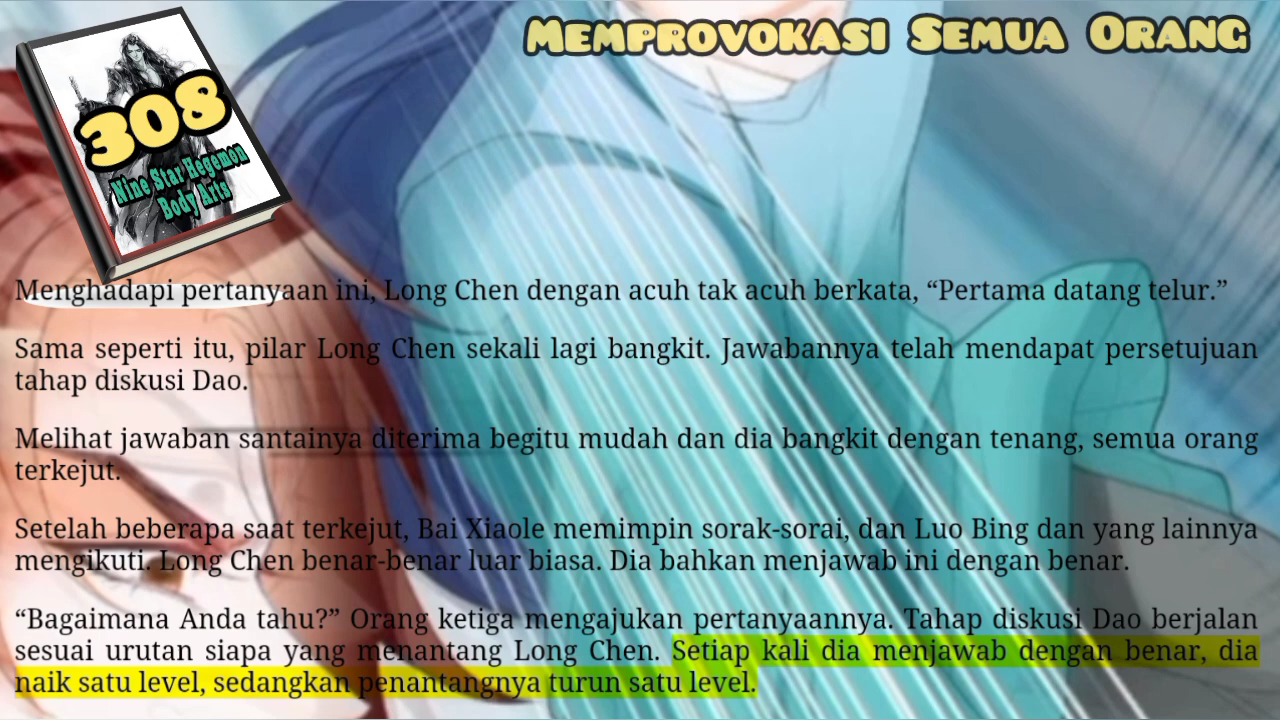 Memprovokasi Semua Orang
308
Nine Star Hegemon
Body Arts
Menghadapi pertanyaan ini, Long Chen dengan acuh tak acuh berkata, “Pertama datang telur.”
Sama seperti itu, pilar Long Chen sekali lagi bangkit. Jawabannya telah mendapat persetujuan
tahap diskusi Dao.
Melihat jawaban santainya diterima begitu mudah dan dia bangkit dengan tenang, semua orang
terkejut.
Setelah beberapa saat terkejut, Bai Xiaole memimpin sorak-sorai, dan Luo Bing dan yang lainnya
mengikuti. Long Chen benar-benar luar biasa. Dia bahkan menjawab ini dengan benar.
“Bagaimana Anda tahu?” Orang ketiga mengajukan pertanyaannya. Tahap diskusi Dao berjalan
sesuai urutan siapa yang menantang Long Chen. Setiap kali dia menjawab dengan benar, dia
naik satu level, sedangkan penantangnya turun satu level.